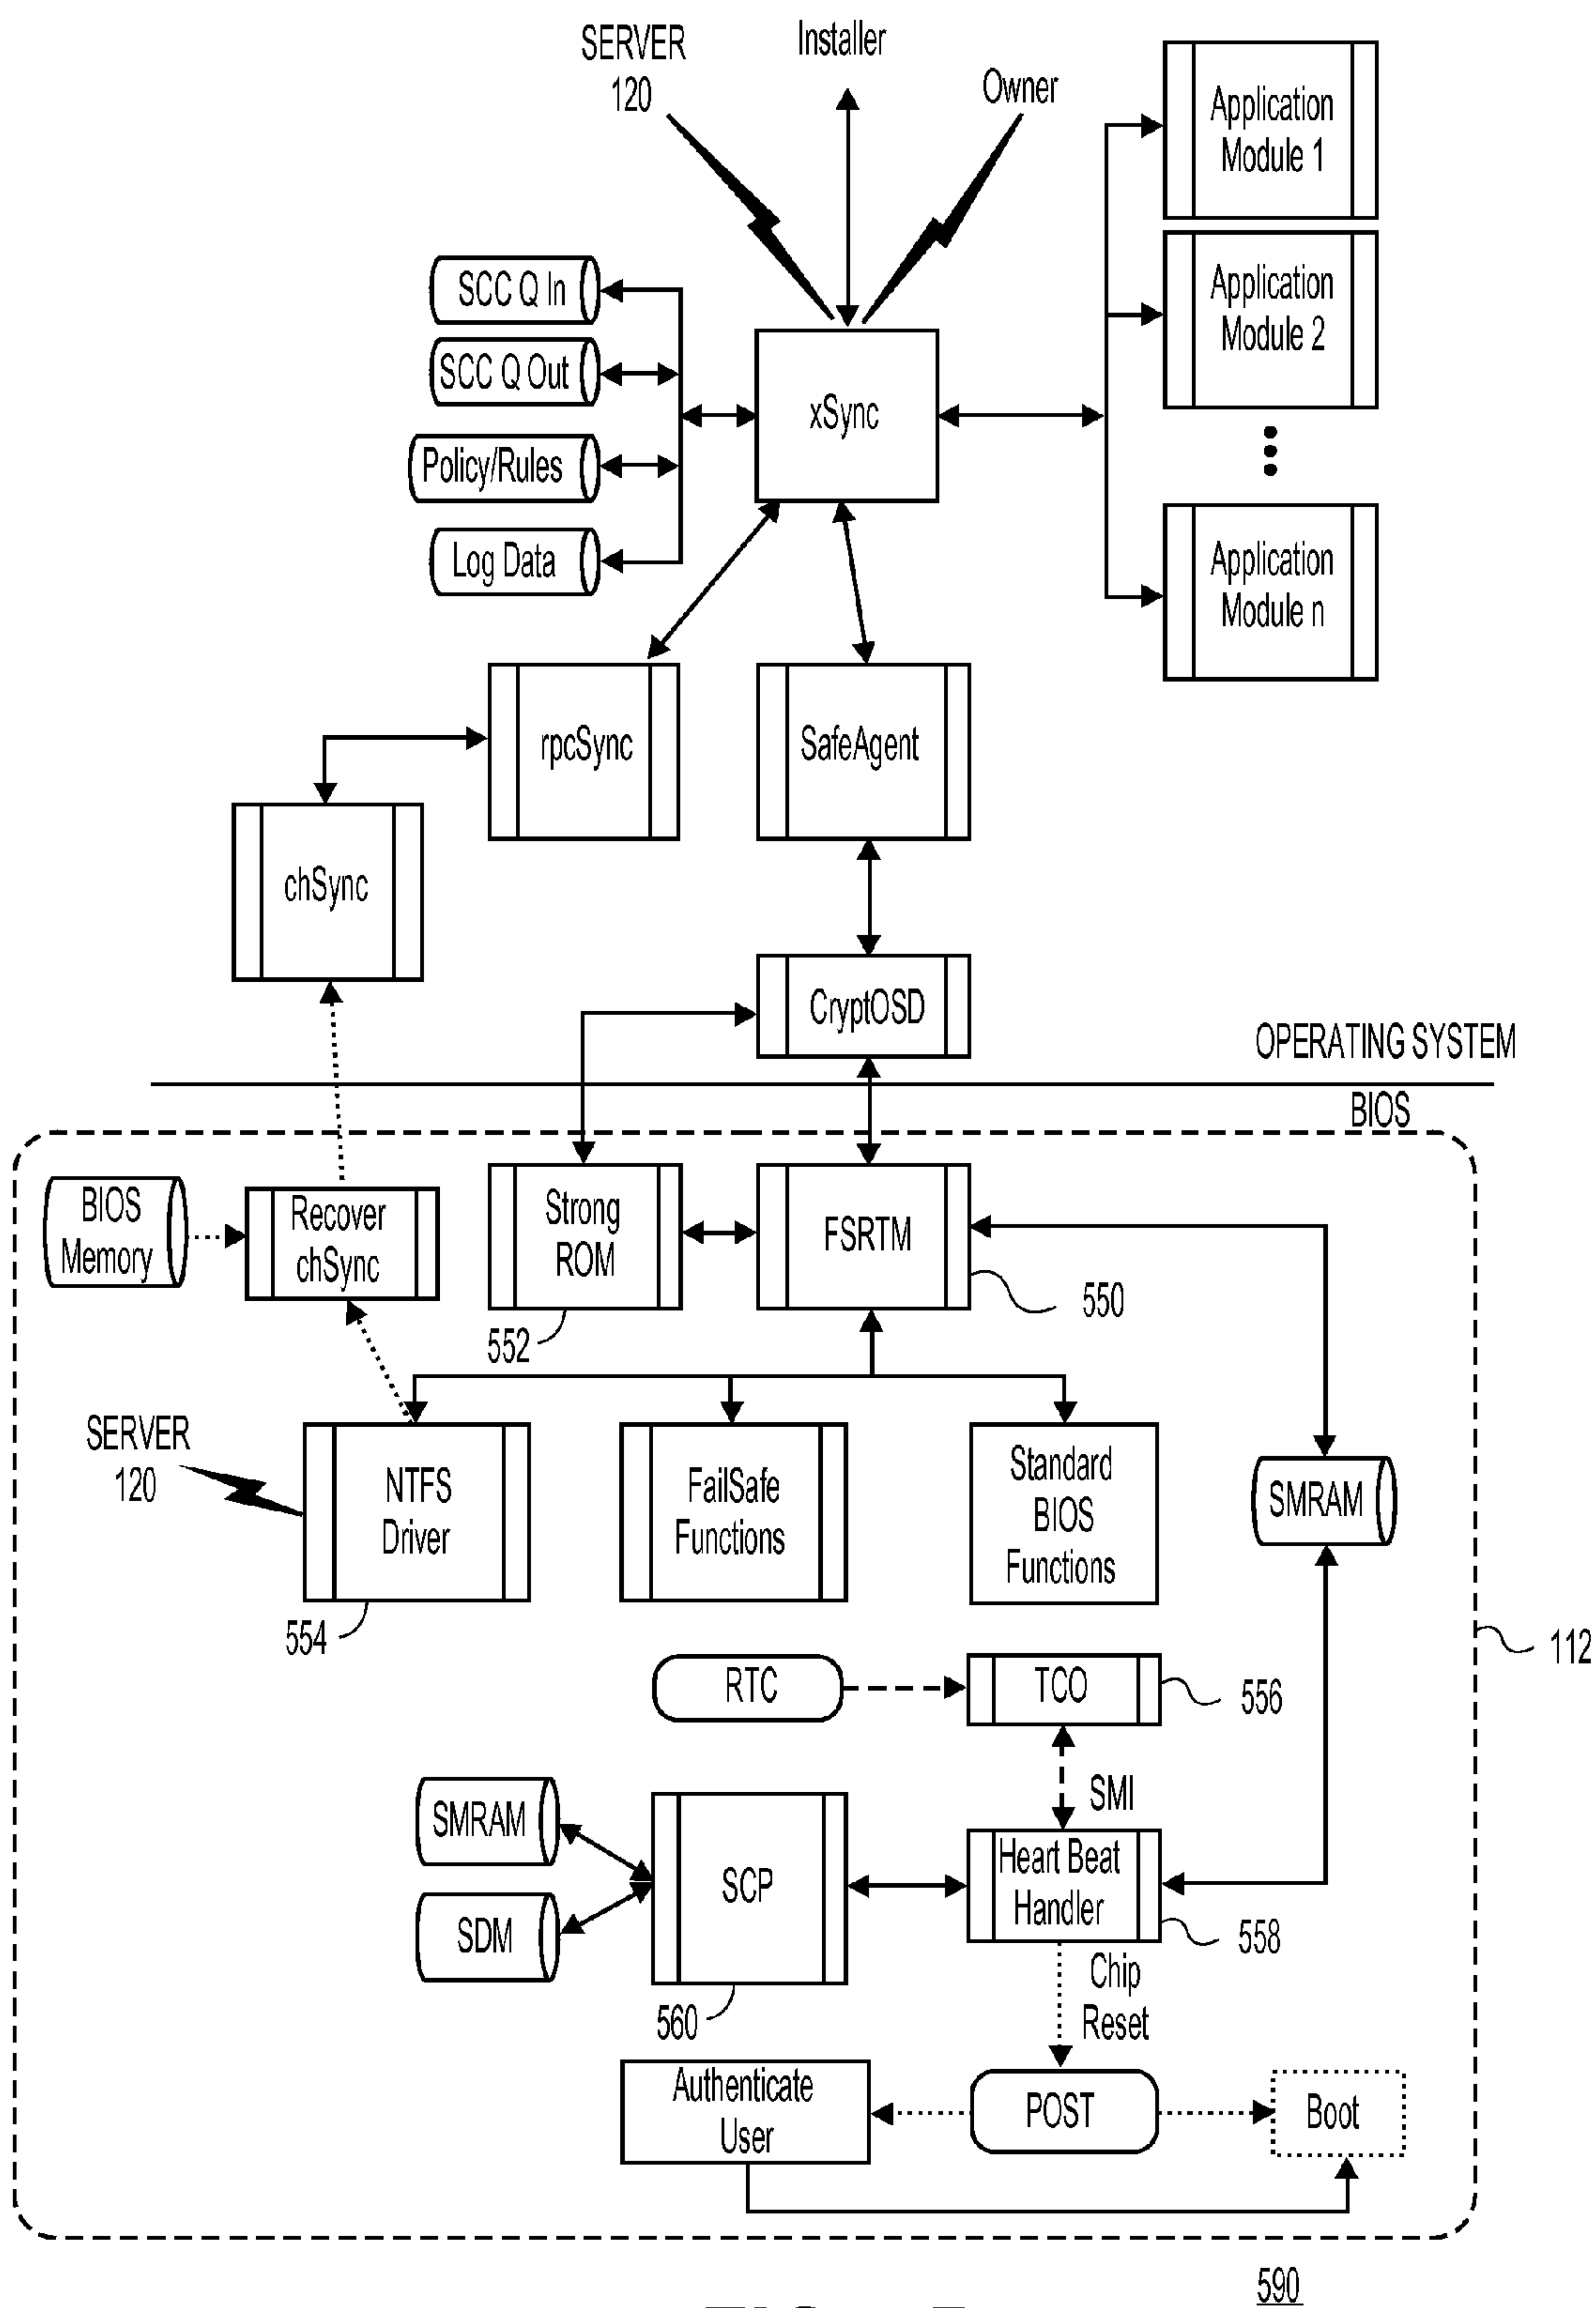 SERVER
120
Installer
Owner
Application
Module 1
SCC Q In
Application
Module 2
SCC Q Out
xSync
Policy/Rules
Log Data
Application
Module n
rpcSync
SafeAgent
chSync
CryptOSD
OPERATING SYSTEM
BIOS
BIOS
Memory
Recover
chSync
Strong
ROM
FSRTM
550
552
SERVER
120
NTFS
Driver
FailSafe
Functions
Standard
BIOS
Functions
SMRAM
554
112
RTC
TCO
556
SMI
SMRAM
SCP
Heart Beat
Handler
SDM
558
Chip
Reset
560
Authenticate
User
POST
Boot
590